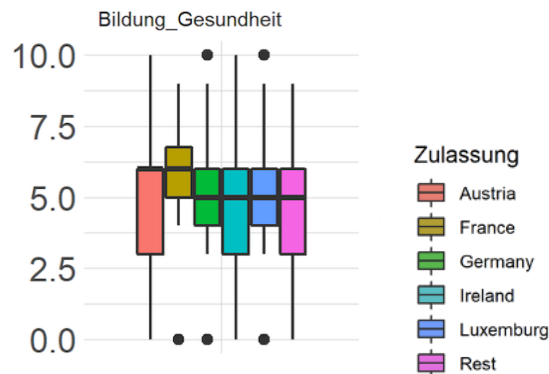 Bildung_Gesundheit
10.0
7.5
5.0
2.5
0.0
Zulassung
Austria
France
Germany
Ireland
Luxemburg
Rest